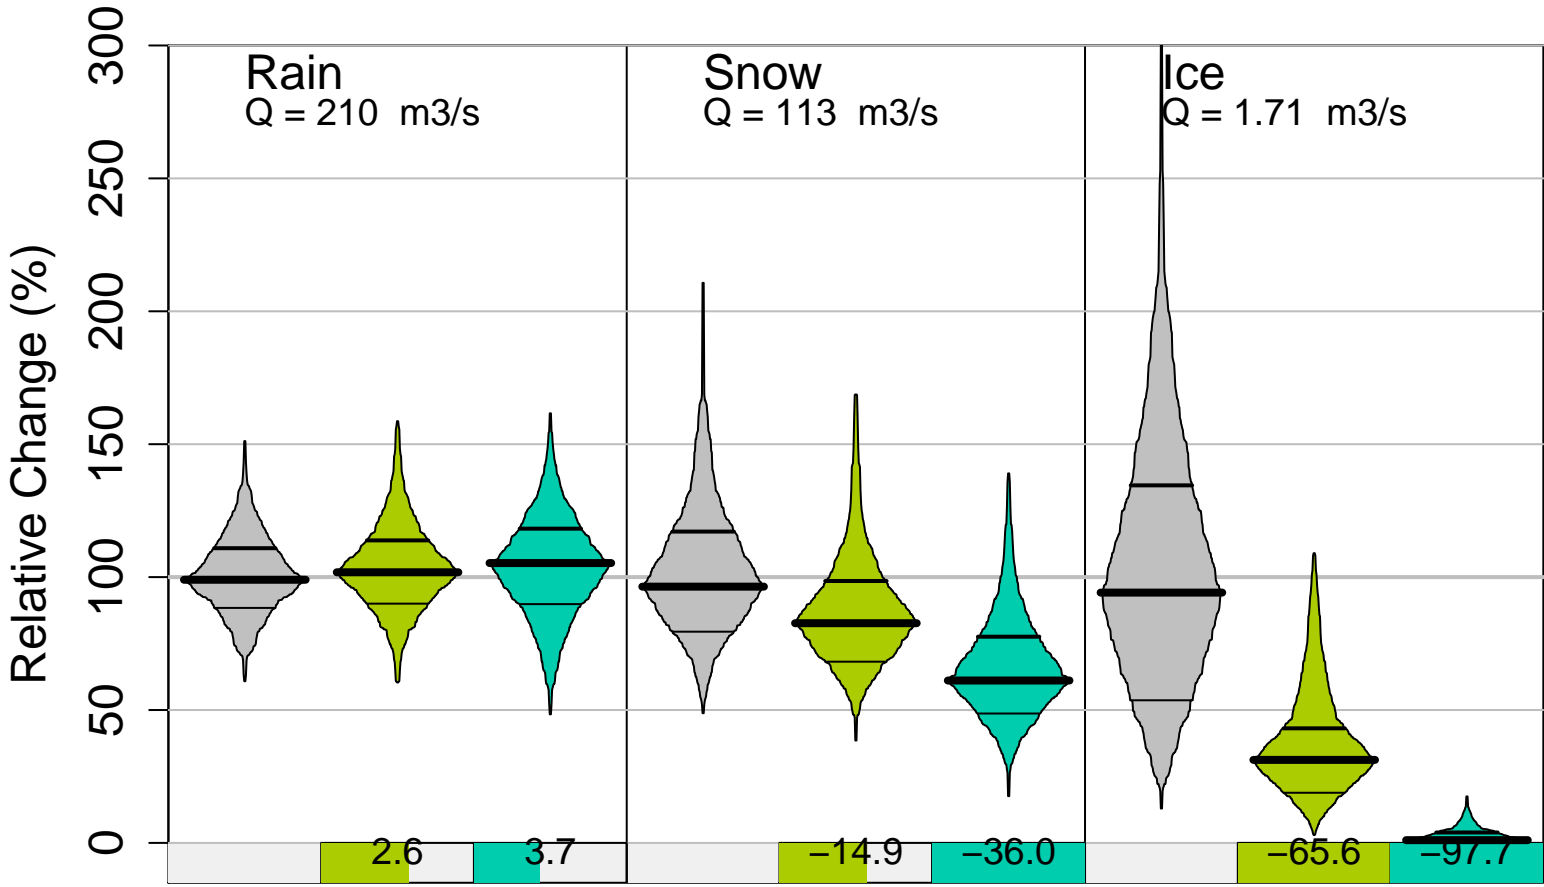 Relative Change (%)
300
250
200
150
100
50
0
Rain
Q = 210 m3/s
Snow
Q = 113 m3/s
Ice
Q = 1.71 m3/s
2.6
3.7
−14.9
−36.0
−65.6
−97.7